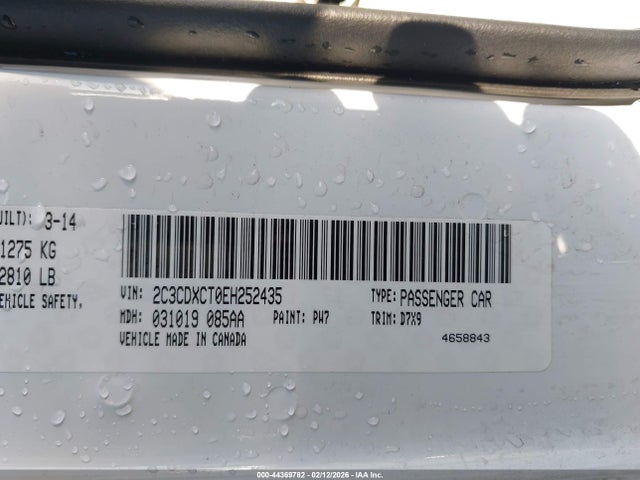 UILT): 3-14
1275 KG
2810 LB
EHICLE SAFETY,
VIN: 2C3CDXCT0EH252435 TYPE: PASSENGER CAR
MDH: 031019 085AA PAINT: PW7 TRIM: D7X9
VEHICLE MADE IN CANADA 4658843
000-44369782 - 02/12/2026 - IAA Inc.